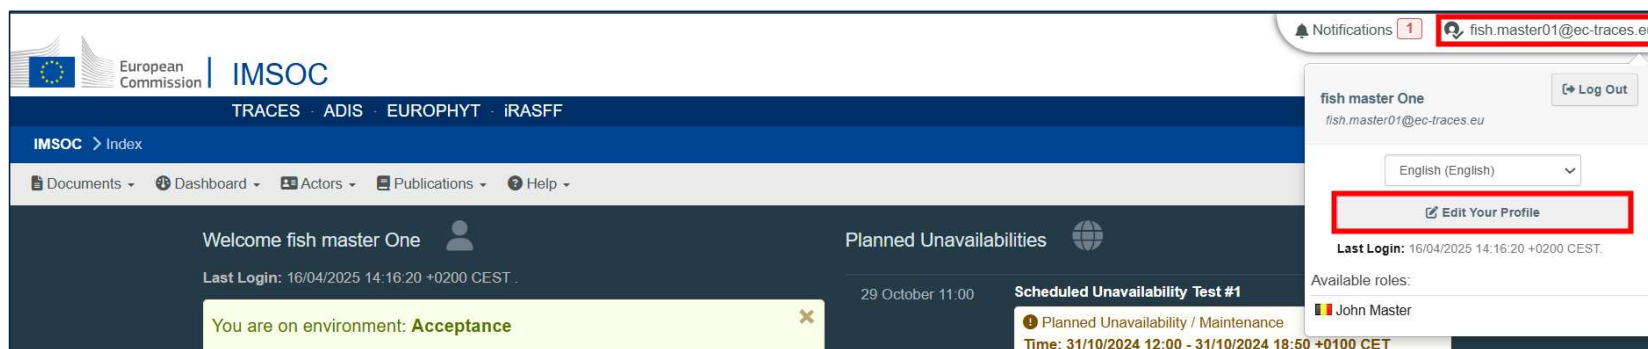 Notifications 1 fish.master01@ec-traces.eu
European
Commission
IMSOC
fish master One
Log Out
fish.master01@ec-traces.eu
TRACES · ADIS · EUROPHYT · iRASFF
IMSOC > Index
English (English)
Documents Dashboard Actors Publications Help
Edit Your Profile
Welcome fish master One
Planned Unavailabilities
Last Login: 16/04/2025 14:16:20 +0200 CEST.
Last Login: 16/04/2025 14:16:20 +0200 CEST .
Available roles:
29 October 11:00 Scheduled Unavailability Test #1
John Master
You are on environment: Acceptance
Planned Unavailability / Maintenance
Time: 31/10/2024 12:00 - 31/10/2024 18:50 +0100 CET